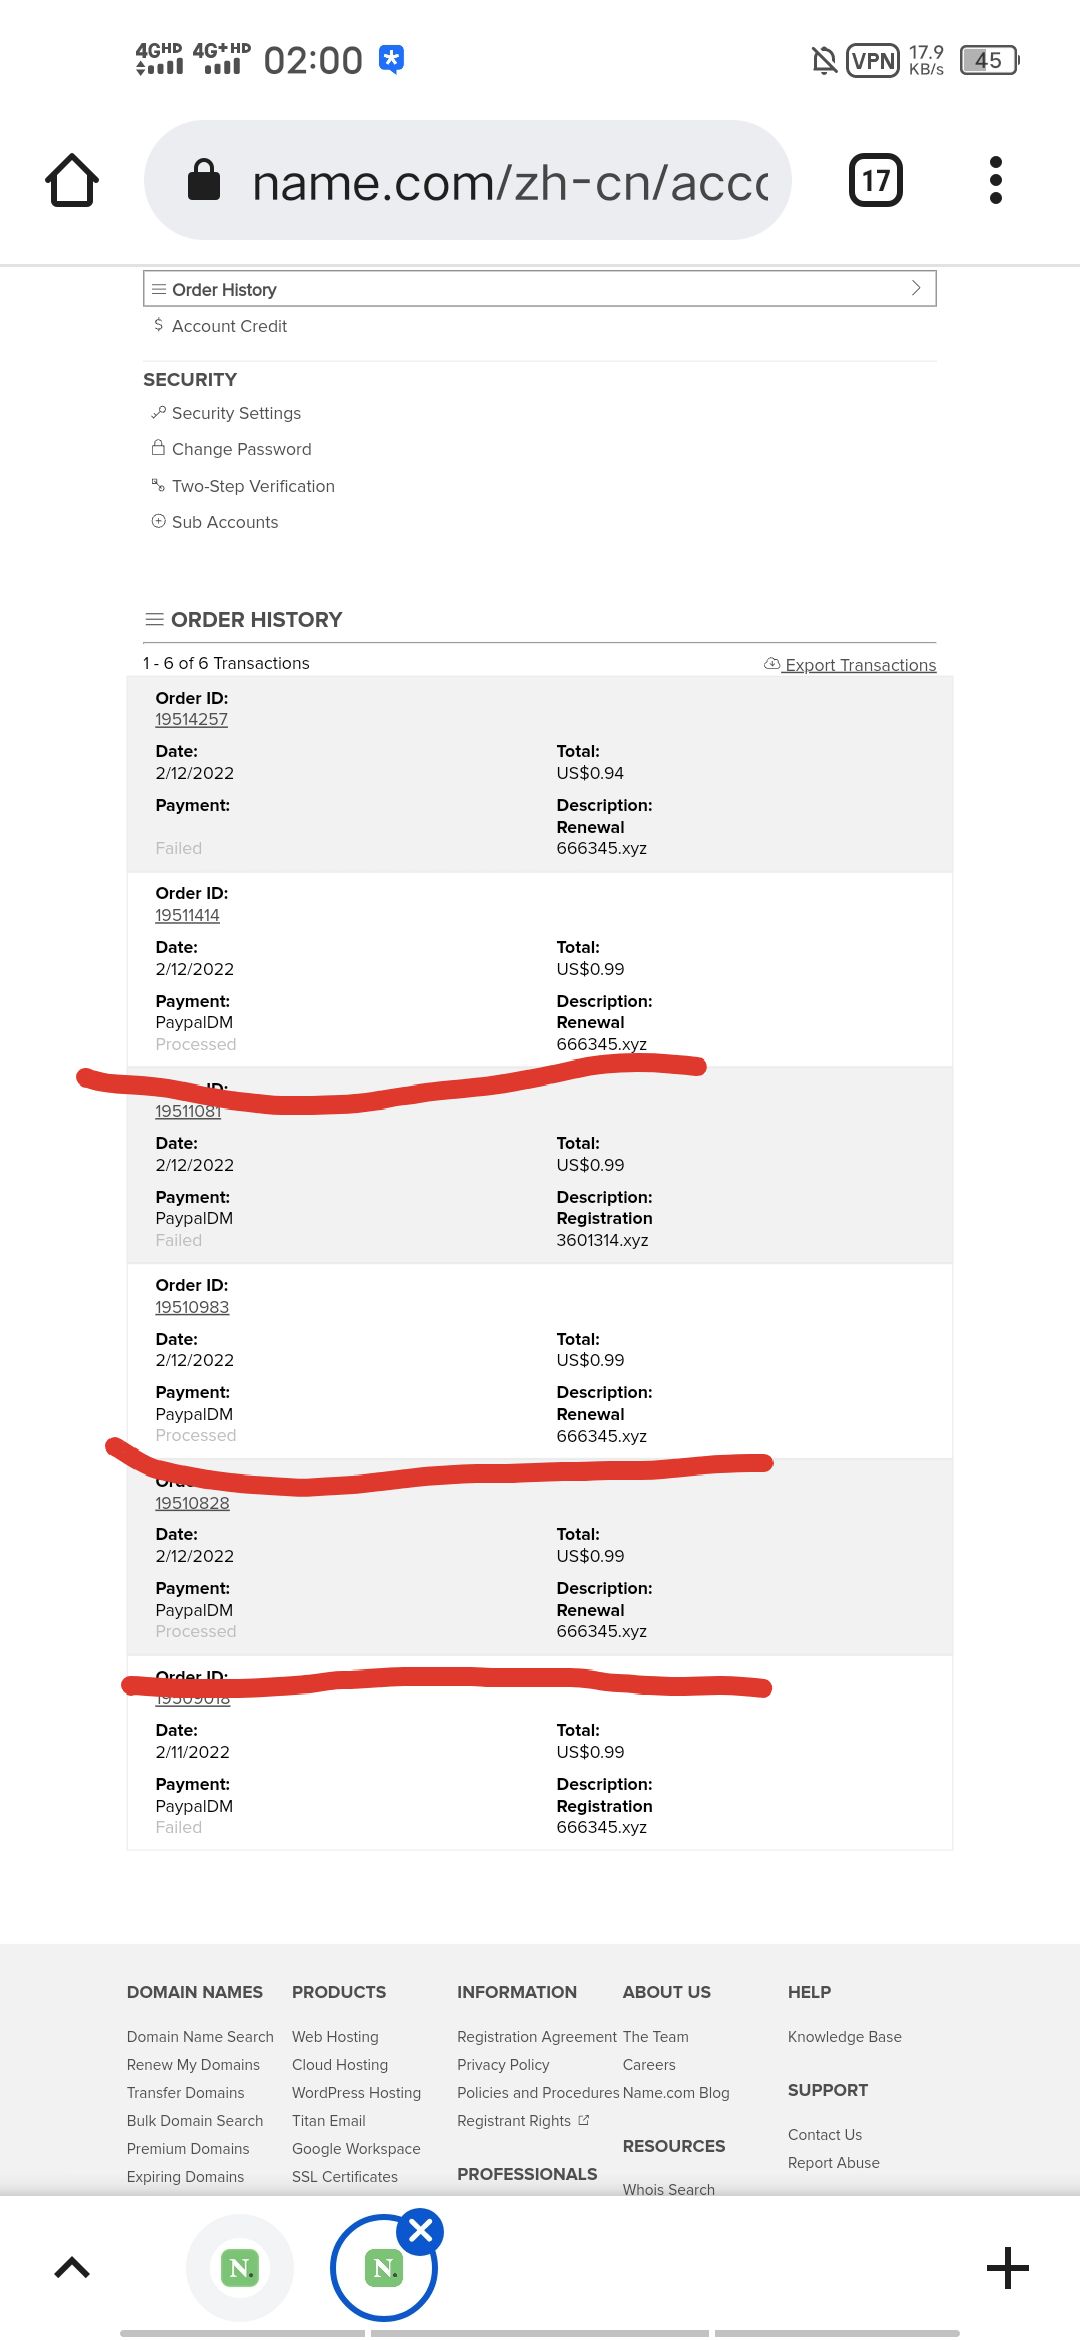 4GHD 4G+HD 02:00 VPN 17.9 KB/s 45
name.com/zh-cn/acco 17
Order History
$ Account Credit
SECURITY
Security Settings
Change Password
Two-Step Verification
Sub Accounts
ORDER HISTORY
1 - 6 of 6 Transactions Export Transactions
Order ID:
19514257
Date: Total:
2/12/2022 US$0.94
Payment: Description:
Renewal
Failed 666345.xyz
Order ID:
19511414
Date: Total:
2/12/2022 US$0.99
Payment: Description:
PaypalDM Renewal
Processed 666345.xyz
ID:
19511081
Date: Total:
2/12/2022 US$0.99
Payment: Description:
PaypalDM Registration
Failed 3601314.xyz
Order ID:
19510983
Date: Total:
2/12/2022 US$0.99
Payment: Description:
PaypalDM Renewal
Processed 666345.xyz
Order
19510828
Date: Total:
2/12/2022 US$0.99
Payment: Description:
PaypalDM Renewal
Processed 666345.xyz
Order ID:
19509018
Date: Total:
2/11/2022 US$0.99
Payment: Description:
PaypalDM Registration
Failed 666345.xyz
DOMAIN NAMES PRODUCTS INFORMATION ABOUT US HELP
Domain Name Search Web Hosting Registration Agreement The Team Knowledge Base
Renew My Domains Cloud Hosting Privacy Policy Careers
Transfer Domains WordPress Hosting Policies and Procedures Name.com Blog SUPPORT
Bulk Domain Search Titan Email Registrant Rights Contact Us
Premium Domains Google Workspace RESOURCES Report Abuse
Expiring Domains SSL Certificates PROFESSIONALS Whois Search
N. N.